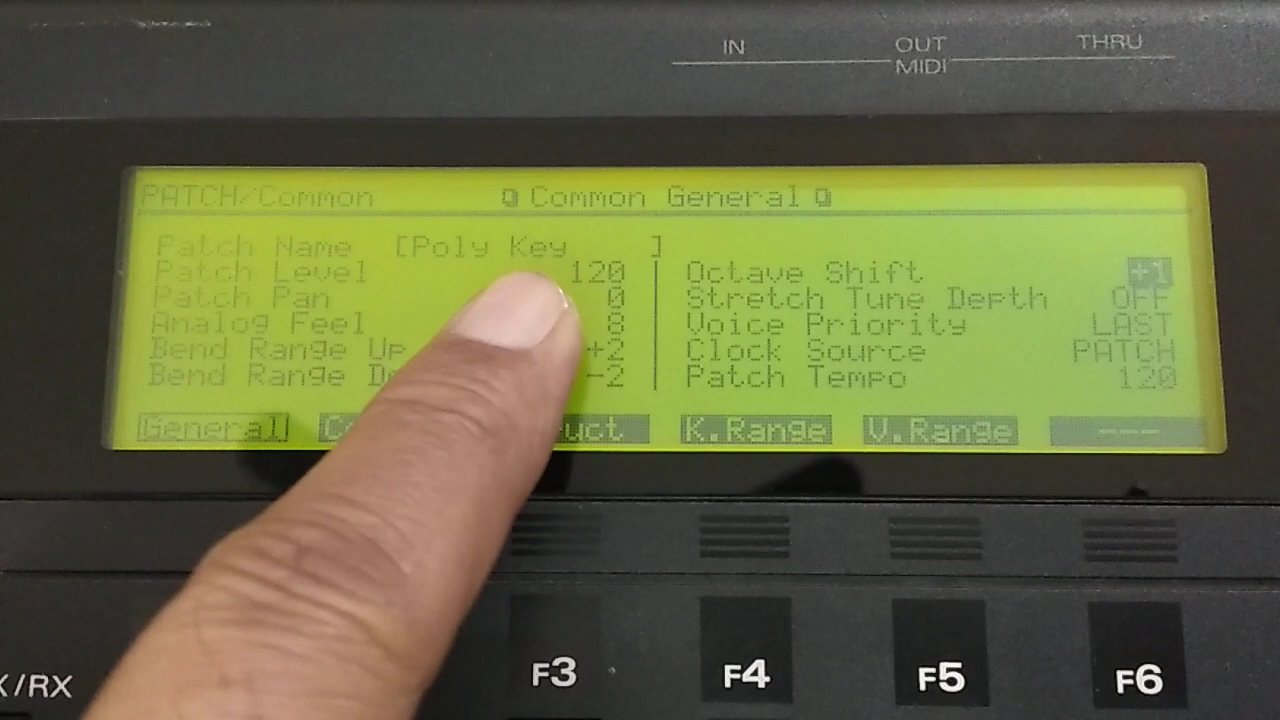 IN OUT THRU
MIDI
PATCH/Common Common General
Patch Name [Poly Key ]
Patch Level 120 Octave Shift +1
Patch Pan 0 Stretch Tune Depth OFF
Analog Feel 8 Voice Priority LAST
Bend Range Up +2 Clock Source PATCH
Bend Range -2 Patch Tempo 120
General K.Range V.Range ---
X/RX F3 F4 F5 F6